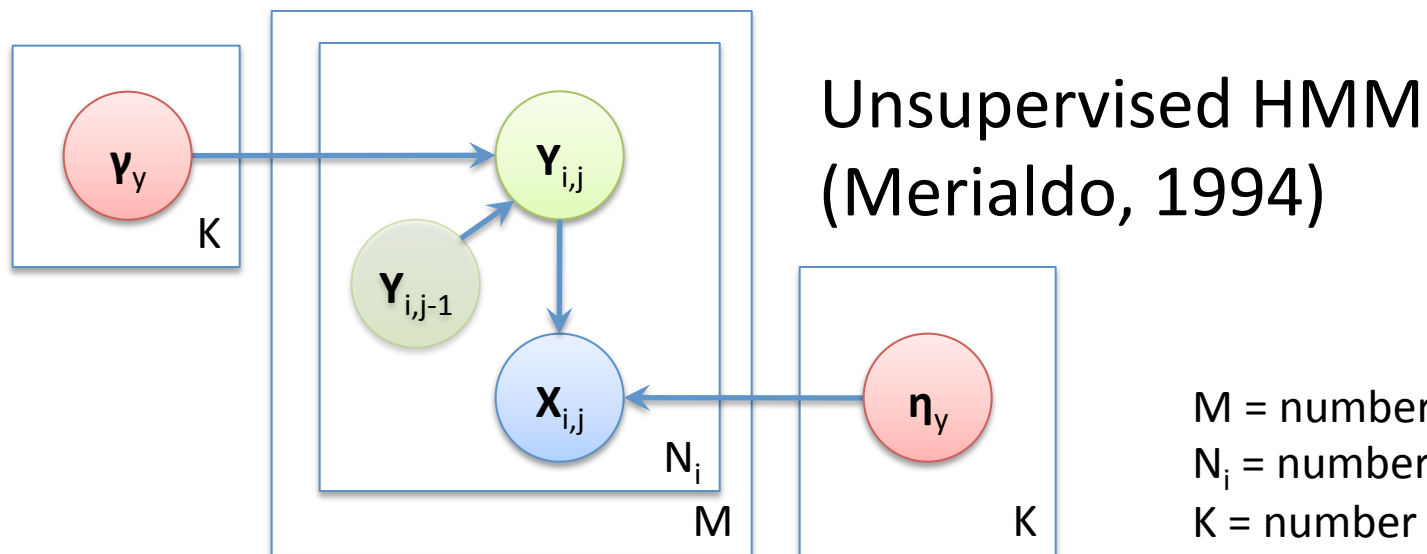 Unsupervised HMM
(Merialdo, 1994)
γy
K
Yi,j
Yi,j-1
Xi,j
Ni
M
ηy
K
M = number
Ni = number
K = number